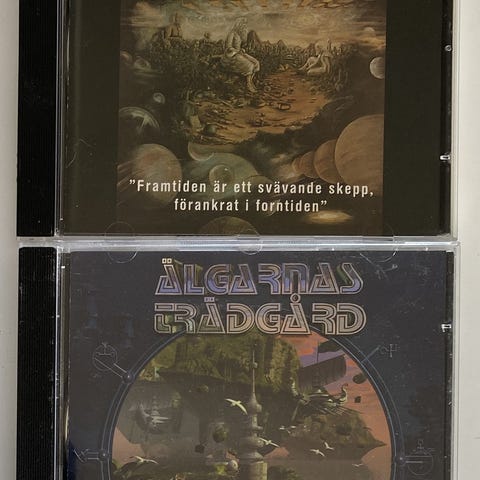 "Framtiden är ett svävande skepp,
förankrat i forntiden"
ÄLGARNAS
TRÄDGÅRD